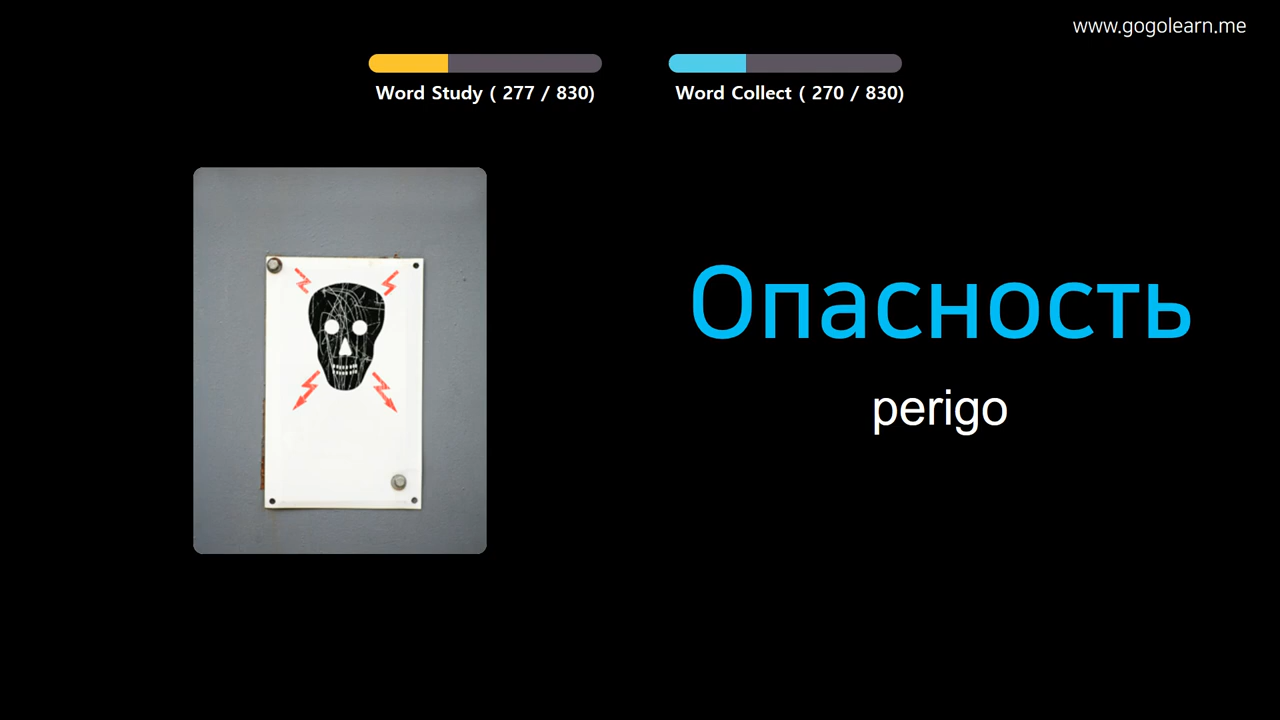 www.gogolearn.me
Word Study ( 277 / 830)
Word Collect ( 270 / 830)
Опасность
perigo